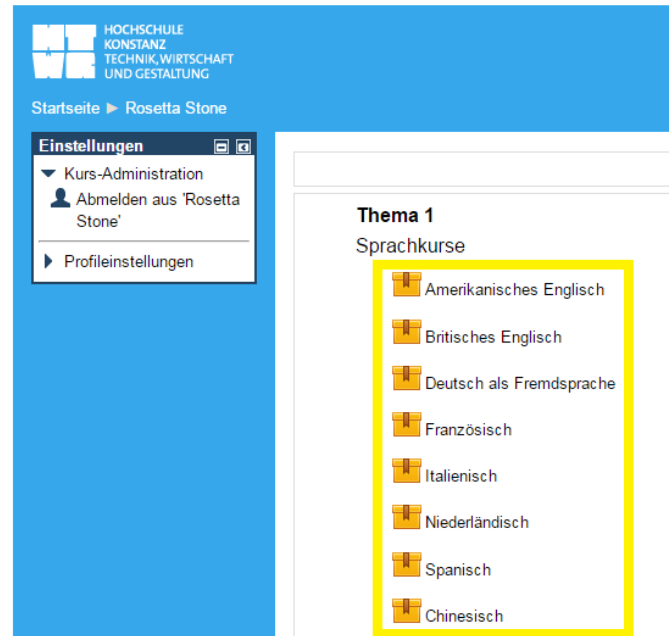 HOCHSCHULE
KONSTANZ
TECHNIK, WIRTSCHAFT
UND GESTALTUNG
Startseite ► Rosetta Stone
Einstellungen
Kurs-Administration
Abmelden aus 'Rosetta
Stone'
Profileinstellungen
Thema 1
Sprachkurse
Amerikanisches Englisch
Britisches Englisch
Deutsch als Fremdsprache
Französisch
Italienisch
Niederländisch
Spanisch
Chinesisch